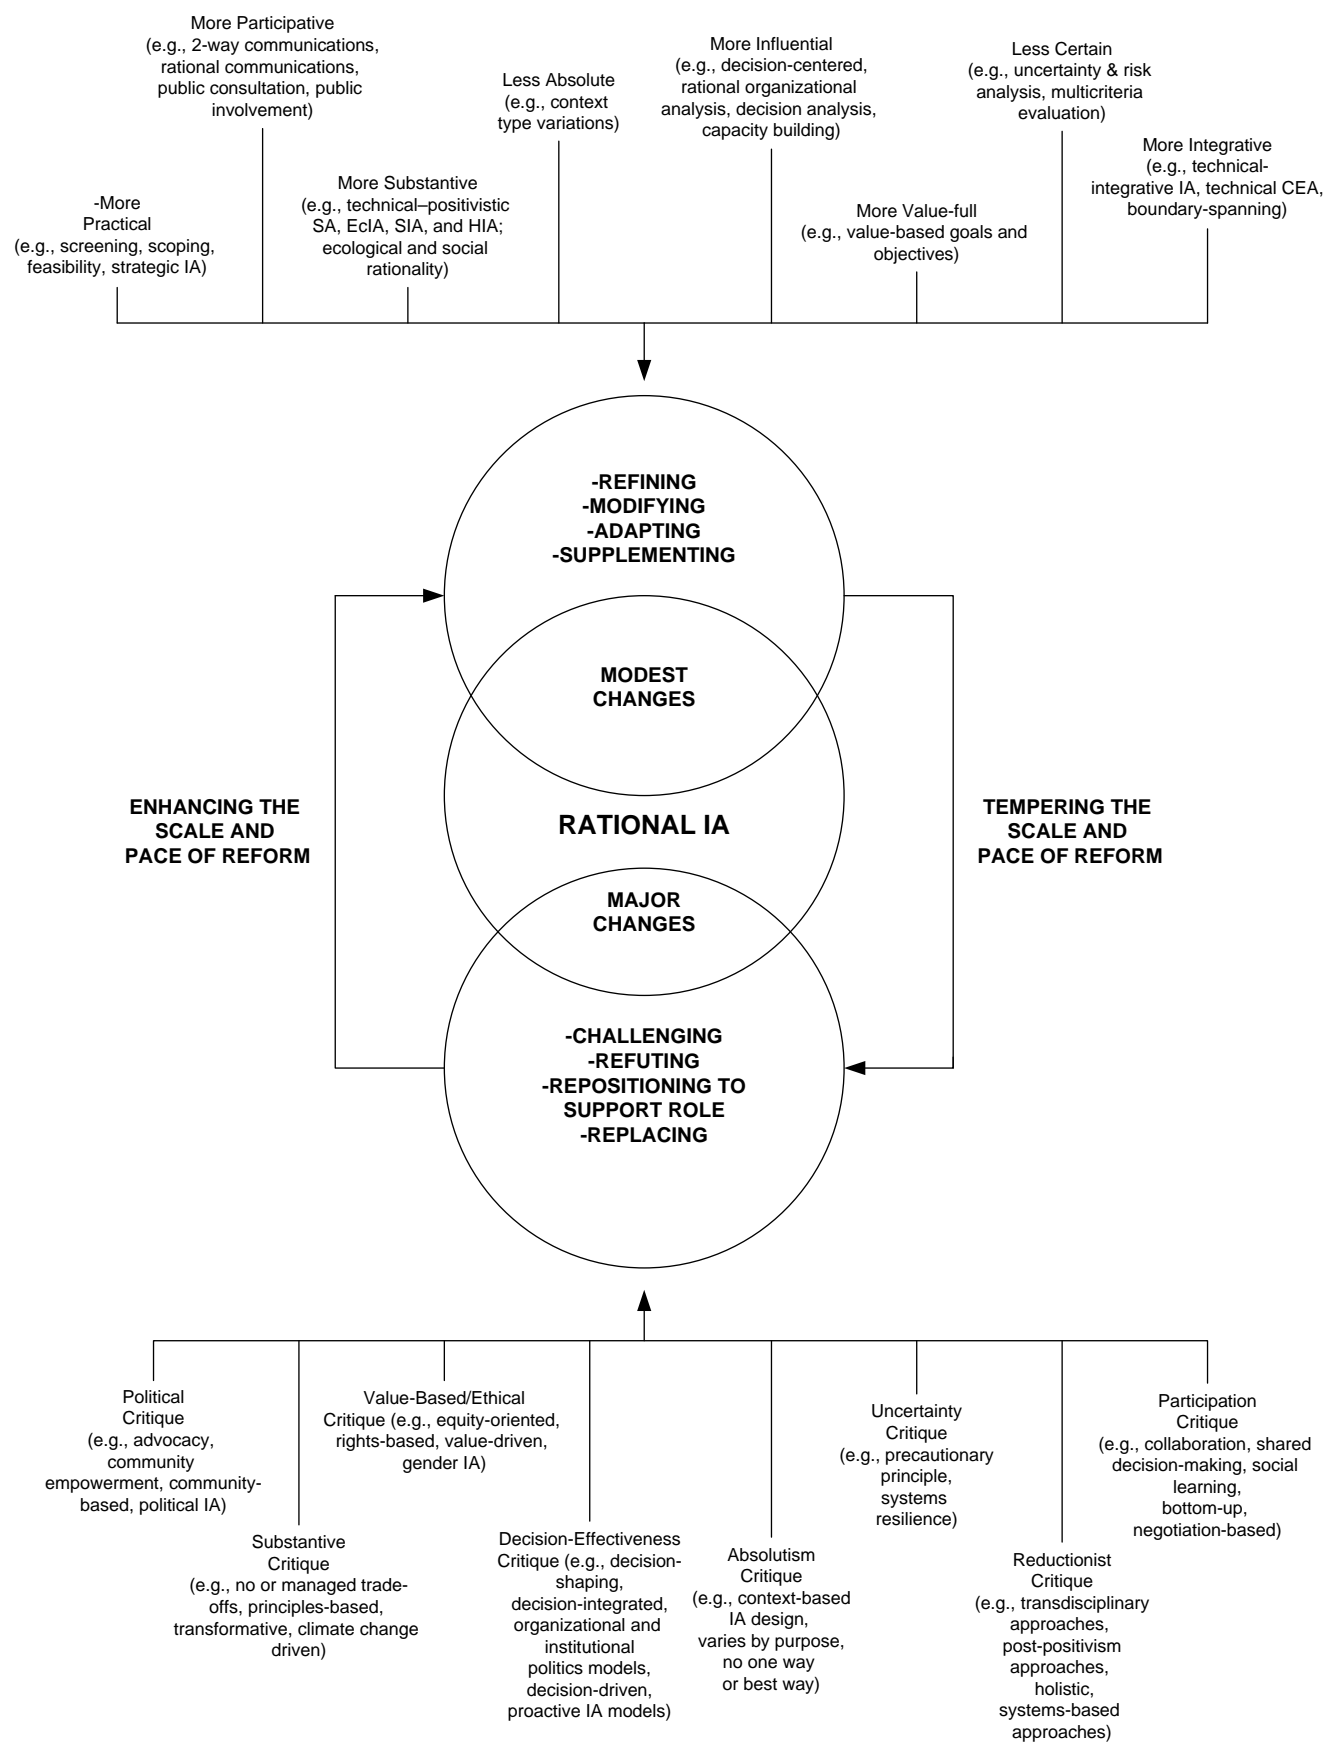 More Participative
(e.g., 2-way communications,
rational communications,
public consultation, public
involvement)
More Influential
(e.g., decision-centered,
rational organizational
analysis, decision analysis,
capacity building)
Less Certain
(e.g., uncertainty & risk
analysis, multicriteria
evaluation)
Less Absolute
(e.g., context
type variations)
More Integrative
(e.g., technical-
integrative IA, technical CEA,
boundary-spanning)
More Substantive
(e.g., technical–positivistic
SA, EcIA, SIA, and HIA;
ecological and social
rationality)
-More
Practical
(e.g., screening, scoping,
feasibility, strategic IA)
More Value-full
(e.g., value-based goals and
objectives)
-REFINING
-MODIFYING
-ADAPTING
-SUPPLEMENTING
MODEST
CHANGES
ENHANCING THE
SCALE AND
PACE OF REFORM
RATIONAL IA
TEMPERING THE
SCALE AND
PACE OF REFORM
MAJOR
CHANGES
-CHALLENGING
-REFUTING
-REPOSITIONING TO
SUPPORT ROLE
-REPLACING
Political
Critique
(e.g., advocacy,
community
empowerment, community-
based, political IA)
Value-Based/Ethical
Critique (e.g., equity-oriented,
rights-based, value-driven,
gender IA)
Uncertainty
Critique
(e.g., precautionary
principle,
systems
resilience)
Participation
Critique
(e.g., collaboration, shared
decision-making, social
learning,
bottom-up,
negotiation-based)
Substantive
Critique
(e.g., no or managed trade-
offs, principles-based,
transformative, climate change
driven)
Decision-Effectiveness
Critique (e.g., decision-
shaping,
decision-integrated,
organizational and
institutional
politics models,
decision-driven,
proactive IA models)
Absolutism
Critique
(e.g., context-based
IA design,
varies by purpose,
no one way
or best way)
Reductionist
Critique
(e.g., transdisciplinary
approaches,
post-positivism
approaches,
holistic,
systems-based
approaches)